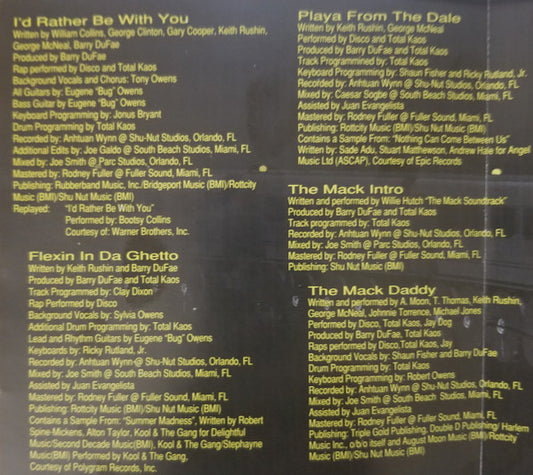 I'd Rather Be With You
Written by William Collins, George Clinton, Gary Cooper, Keith Rushin,
George McNeal, Barry DuFae
Produced by Barry DuFae
Rap performed by Disco and Total Kaos
Background Vocals and Chorus: Tony Owens
All Guitars by Eugene "Bug" Owens
Bass Guitar by Eugene "Bug" Owens
Keyboard Programming by: Jonus Bryant
Drum Programming by Total Kaos
Recorded by: Anhtuan Wynn @ Shu-Nut Studios, Orlando, FL
Additional Edits by: Joe Galdo @ South Beach Studios, Miami, FL
Mixed by: Joe Smith @ Parc Studios, Orlando, FL
Mastered by: Rodney Fuller @ Fuller Sound, Miami, FL
Publishing: Rubberband Music, Inc/Bridgeport Music (BMI)/Rottcity
Music (BMI)/Shu Nut Music (BMI)
Replayed: "I'd Rather Be With You"
Performed by: Bootsy Collins
Courtesy of: Warner Brothers, Inc.
Flexin In Da Ghetto
Written by Keith Rushin and Barry DuFae
Produced by Barry DuFae and Total Kaos
Track Programmed by: Clay Dixon
Rap Performed by Disco
Background Vocals by: Sylvia Owens
Additional Drum Programming by: Total Kaos
Lead and Rhythm Guitars by Eugene "Bug" Owens
Keyboards by: Ricky Rutland, Jr.
Recorded by: Anhtuan Wynn@ Shu-Nut Studios, Orlando, FL
Mixed by: Joe Smith @ South Beach Studios, Miami, FL
Assisted by Juan Evangelista
Mastered by: Rodney Fuller @ Fuller Sound, Miami, FL
Publishing: Rottcity Music (BMI)/Shu Nut Music (BMI)
Contains a Sample From: "Summer Madness", Written by Robert
Spine-Mickens, Alton Taylor, Kool & The Gang for Delightful
Music/Second Decade Music(BMI), Kool & The Gang/Stephayne
Music(BMI) Performed by Kool & The Gang,
Courtesy of Polygram Records, Inc.
Playa From The Dale
Written by Keith Rushin, George McNeal
Performed by Disco and Total Kaos
Produced by Barry DuFae and Total Kaos
Track Programmined by: Total Kaos
Keyboard Programming by: Shaun Fisher and Ricky Rutland, Jr.
Recorded by: Anhtuan Wynn @ Shu-Nut Studios, Orlando, FL
Mixed by: Caesar Sogbe @ South Beach Studios, Miami, FL
Assisted by Juan Evangelista
Mastered by: Rodney Fuller @ Fuller Sound, Miami, FL
Publishing: Rottcity Music (BMI)/Shu Nut Music (BMI)
Contains a Sample From: "Nothing Can Come Between Us"
Written by: Sade Adu, Stuart Matthewson, Andrew Hale for Angel
Music Ltd (ASCAP), Courtesy of Epic Records
The Mack Intro
Written and performed by Willie Hutch "The Mack Soundtrack"
Produced by Barry DuFae and Total Kaos
Track programmed by: Total Kaos
Recorded by: Anhtuan Wynn @ Shu-Nut Studios, Orlando, FL
Mixed by: Joe Smith @ Parc Studios, Orlando, FL
Mastered by: Rodney Fuller @ Fuller Sound, Miami, FL
Publishing: Shu Nut Music (BMI)
The Mack Daddy
Written and performed by A. Moon, T. Thomas, Keith Rushin,
George McNeal, Johnnie Torrence, Michael Jones
Performed by Disco, Total Kaos, Jay Dog
Produced by Barry DuFae, Total Kaos
Raps performed by Disco,Total Kaos, Jay
Background Vocals by: Shaun Fisher and Barry DuFae
Drum Programming by: Total Kaos
Keyboard Programming by: Robert Owens
Recorded by: Anhtuan Wynn @ Shu-Nut Studios, Orlando, FL
Mixed by: Joe Smith @ South Beach Studios, Miami, FL
Assisted by Juan Evangelista
Mastered by: Rodney Fuller @ Fuller Sound, Miami, FL
Publishing: Triple Gold Publishing, Double D Publishing/ Harlem
Music Inc., o/b/o itself and August Moon Music (BMI)/Rottcity
Music (BMI)/Shu Nut Music (BMI)